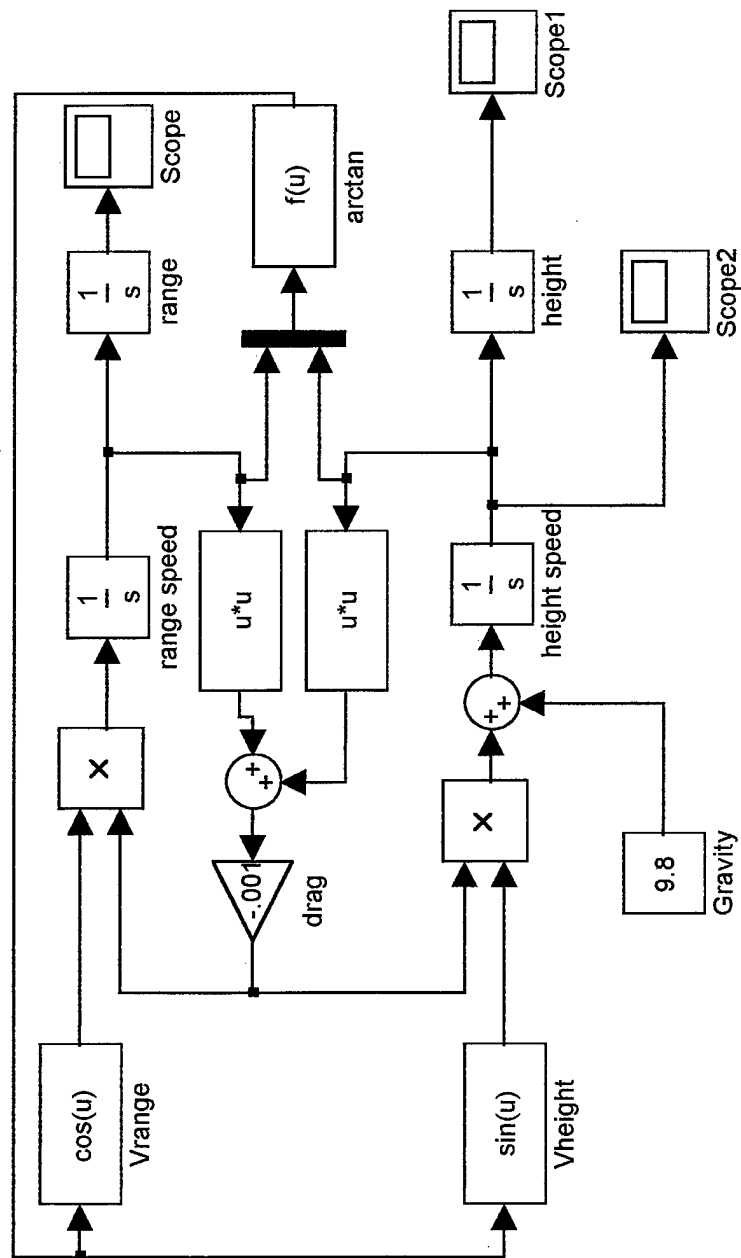 cos(u)
Vrange
×
1
s
range speed
1
s
range
Scope
-.001
drag
+
+
u*u
u*u
f(u)
arctan
sin(u)
Vheight
×
+
+
1
s
height speed
1
s
height
Scope1
9.8
Gravity
Scope2